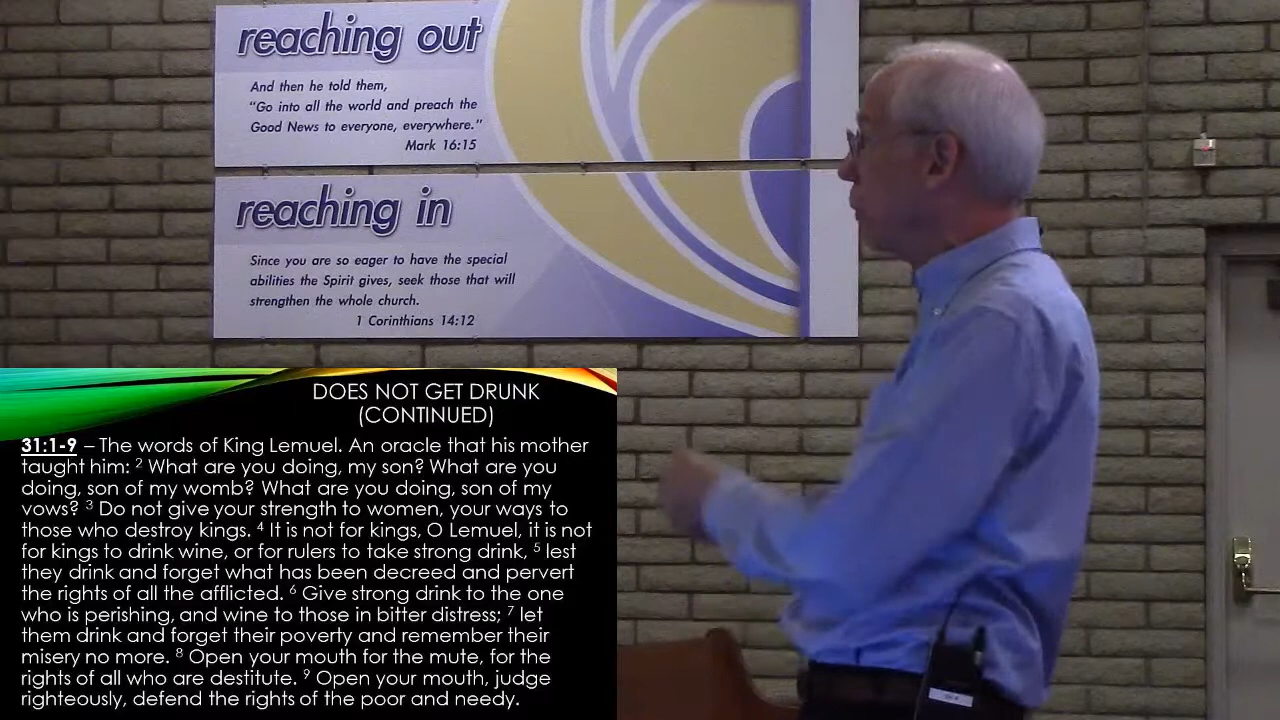 reaching out
And then he told them,
"Go into all the world and preach the
Good News to everyone, everywhere."
Mark 16:15
reaching in
Since you are so eager to have the special
abilities the Spirit gives, seek those that will
strengthen the whole church.
1 Corinthians 14:12
DOES NOT GET DRUNK
(CONTINUED)
31:1-9 – The words of King Lemuel. An oracle that his mother
taught him: 2 What are you doing, my son? What are you
doing, son of my womb? What are you doing, son of my
vows? 3 Do not give your strength to women, your ways to
those who destroy kings. 4 It is not for kings, O Lemuel, it is not
for kings to drink wine, or for rulers to take strong drink, 5 lest
they drink and forget what has been decreed and pervert
the rights of all the afflicted. 6 Give strong drink to the one
who is perishing, and wine to those in bitter distress; 7 let
them drink and forget their poverty and remember their
misery no more. 8 Open your mouth for the mute, for the
rights of all who are destitute. 9 Open your mouth, judge
righteously, defend the rights of the poor and needy.